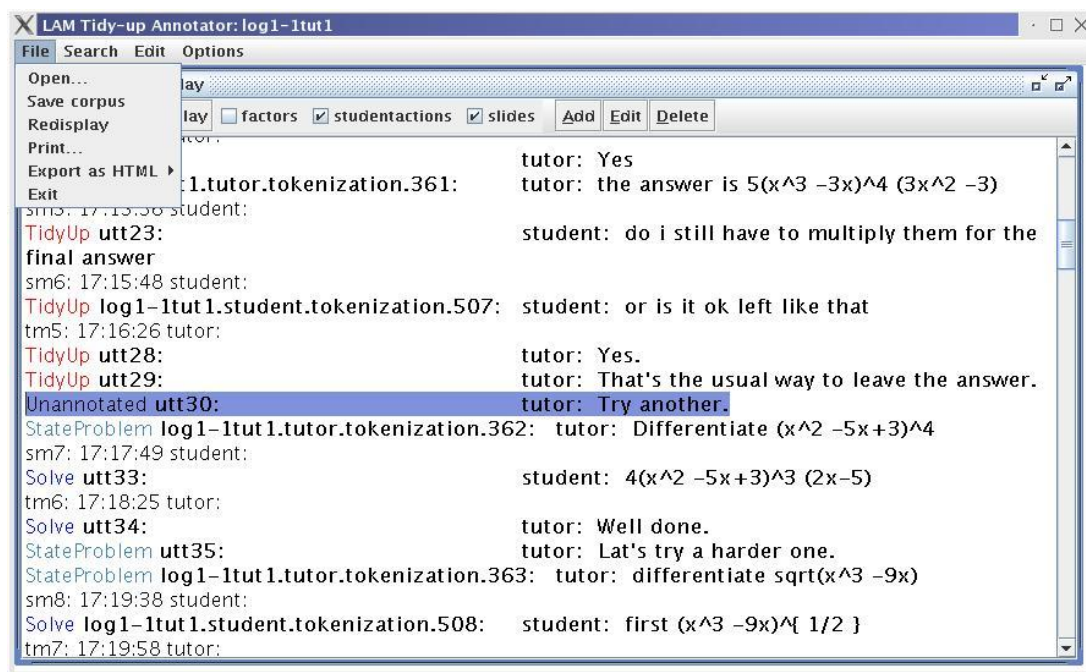 LAM Tidy-up Annotator: log1-1tut1
File Search Edit Options
Open...
Save corpus
Redisplay
Print...
Export as HTML
Exit
lay
lay factors studentactions slides Add Edit Delete
tutor: Yes
1.tutor.tokenization.361: tutor: the answer is 5(x^3 -3x)^4 (3x^2 -3)
sm5: 17:15:36 student:
TidyUp utt23: student: do i still have to multiply them for the
final answer
sm6: 17:15:48 student:
TidyUp log1-1tut1.student.tokenization.507: student: or is it ok left like that
tm5: 17:16:26 tutor:
TidyUp utt28: tutor: Yes.
TidyUp utt29: tutor: That's the usual way to leave the answer.
Unannotated utt30: tutor: Try another.
StateProblem log1-1tut1.tutor.tokenization.362: tutor: Differentiate (x^2 -5x+3)^4
sm7: 17:17:49 student:
Solve utt33: student: 4(x^2 -5x+3)^3 (2x-5)
tm6: 17:18:25 tutor:
Solve utt34: tutor: Well done.
StateProblem utt35: tutor: Lat's try a harder one.
StateProblem log1-1tut1.tutor.tokenization.363: tutor: differentiate sqrt(x^3 -9x)
sm8: 17:19:38 student:
Solve log1-1tut1.student.tokenization.508: student: first (x^3 -9x)^{ 1/2 }
tm7: 17:19:58 tutor: